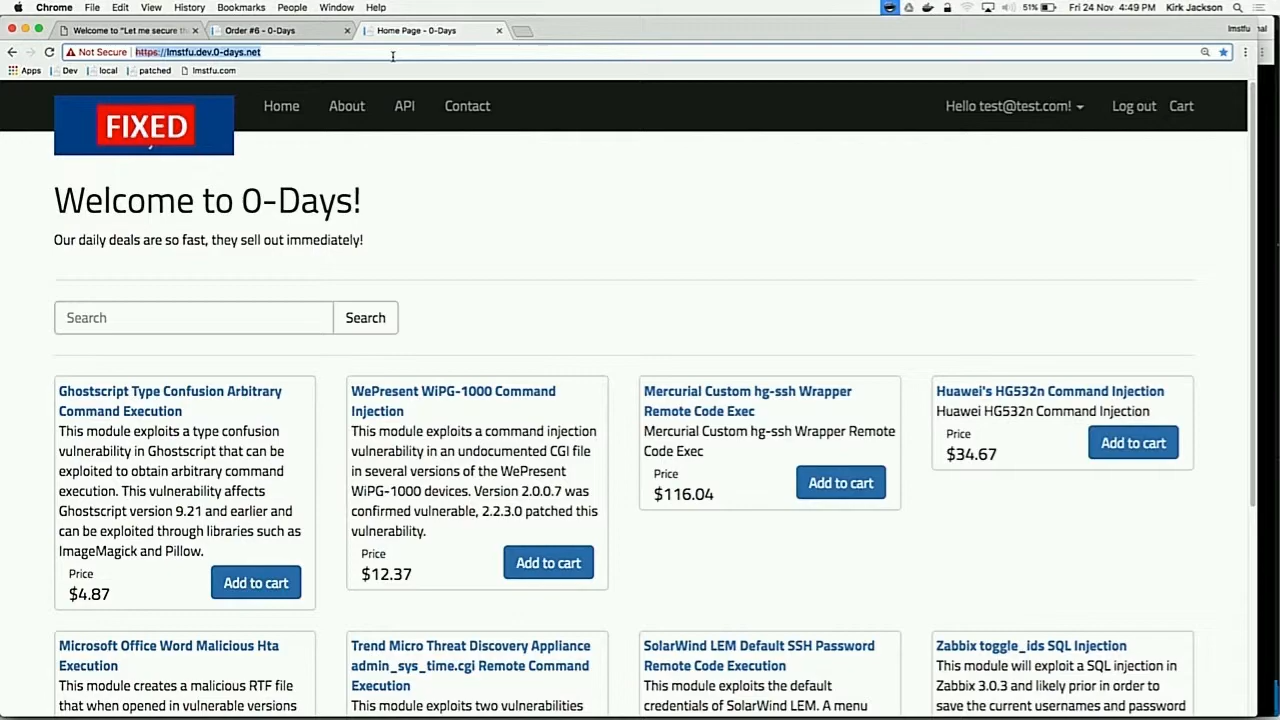 Chrome File Edit View History Bookmarks People Window Help 51% Fri 24 Nov 4:49 PM Kirk Jackson
Welcome to "Let me secure th Order #6 - 0-Days Home Page - 0-Days lmstfu
Not Secure https://lmstfu.dev.0-days.net
Apps Dev local patched lmstfu.com
FIXED Home About API Contact Hello test@test.com! Log out Cart
Welcome to 0-Days!
Our daily deals are so fast, they sell out immediately!
Search Search
Ghostscript Type Confusion Arbitrary
Command Execution
This module exploits a type confusion
vulnerability in Ghostscript that can be
exploited to obtain arbitrary command
execution. This vulnerability affects
Ghostscript version 9.21 and earlier and
can be exploited through libraries such as
ImageMagick and Pillow.
Price
$4.87 Add to cart
WePresent WiPG-1000 Command
Injection
This module exploits a command injection
vulnerability in an undocumented CGI file
in several versions of the WePresent
WiPG-1000 devices. Version 2.0.0.7 was
confirmed vulnerable, 2.2.3.0 patched this
vulnerability.
Price
$12.37 Add to cart
Mercurial Custom hg-ssh Wrapper
Remote Code Exec
Mercurial Custom hg-ssh Wrapper Remote
Code Exec
Price
$116.04 Add to cart
Huawei's HG532n Command Injection
Huawei HG532n Command Injection
Price
$34.67 Add to cart
Microsoft Office Word Malicious Hta
Execution
This module creates a malicious RTF file
that when opened in vulnerable versions
Trend Micro Threat Discovery Appliance
admin_sys_time.cgi Remote Command
Execution
This module exploits two vulnerabilities
SolarWind LEM Default SSH Password
Remote Code Execution
This module exploits the default
credentials of SolarWind LEM. A menu
Zabbix toggle_ids SQL Injection
This module will exploit a SQL injection in
Zabbix 3.0.3 and likely prior in order to
save the current usernames and password